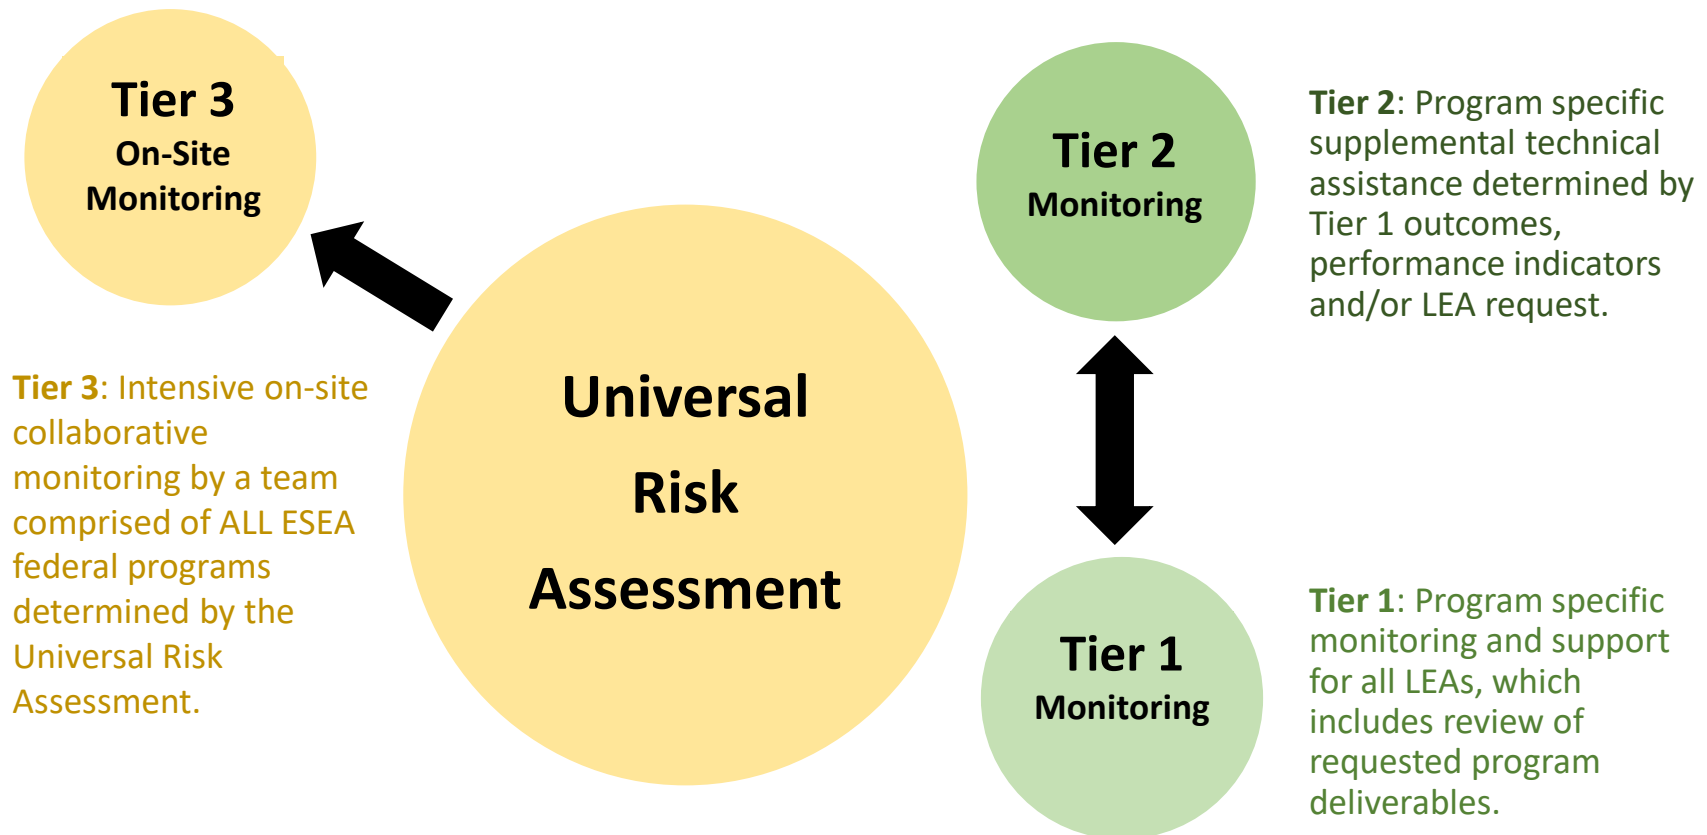 Tier 3
On-Site
Monitoring
Tier 3: Intensive on-site
collaborative
monitoring by a team
comprised of ALL ESEA
federal programs
determined by the
Universal Risk
Assessment.
Universal
Risk
Assessment
Tier 2
Monitoring
Tier 2: Program specific
supplemental technical
assistance determined by
Tier 1 outcomes,
performance indicators
and/or LEA request.
Tier 1
Monitoring
Tier 1: Program specific
monitoring and support
for all LEAs, which
includes review of
requested program
deliverables.